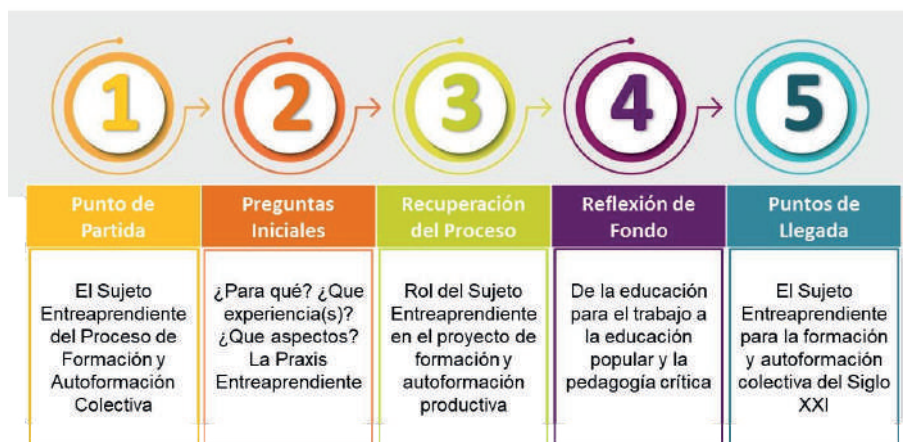 1
2
3
4
5
Punto de
Partida
Preguntas
Iniciales
Recuperación
del Proceso
Reflexión de
Fondo
Puntos de
Llegada
El Sujeto
Entreaprendiente
del Proceso de
Formación y
Autoformación
Colectiva
¿Para qué? ¿Que
experiencia(s)?
¿Que aspectos?
La Praxis
Entreaprendiente
Rol del Sujeto
Entreaprendiente
en el proyecto de
formación y
autoformación
productiva
De la educación
para el trabajo a
la educación
popular y la
pedagogía crítica
El Sujeto
Entreaprendiente
para la formación
y autoformación
colectiva del Siglo
XXI